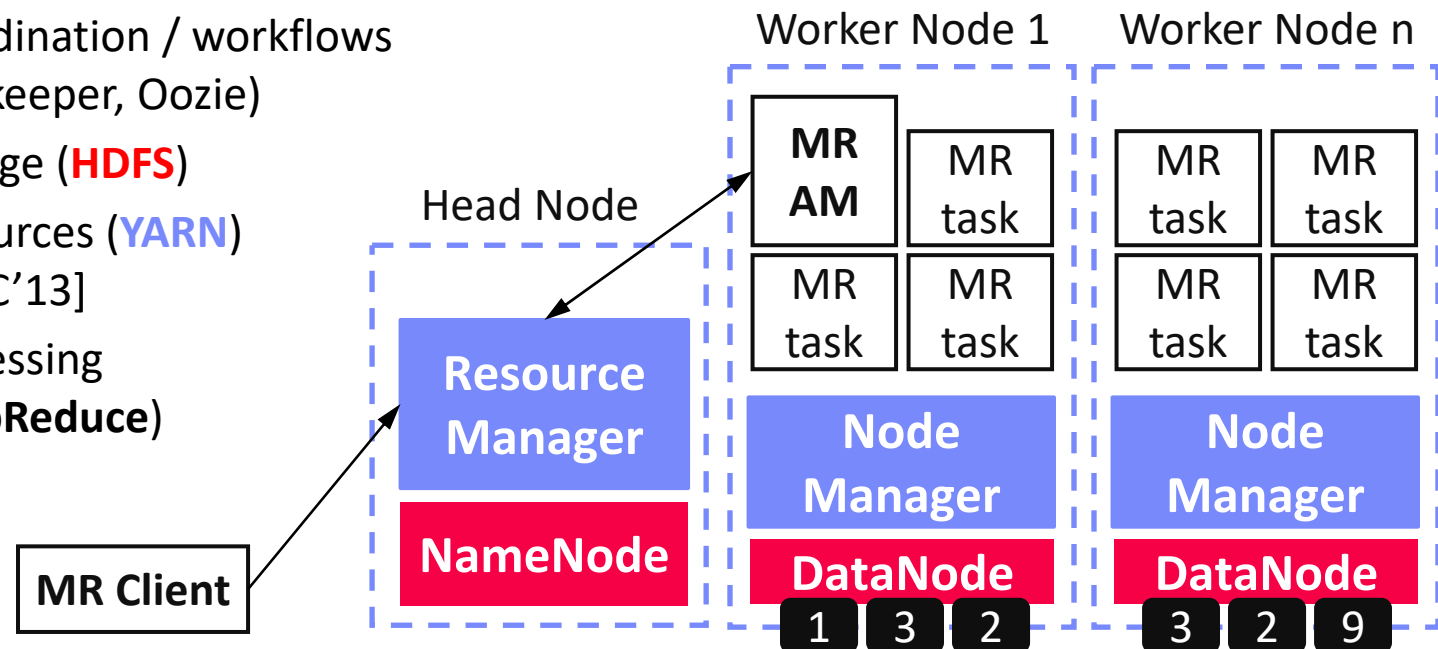 dination / workflows
keeper, Oozie)
ge (HDFS)
urces (YARN)
C’13]
essing
Reduce)
MR Client
Head Node
Resource
Manager
NameNode
Worker Node 1
MR
AM
MR
task
MR
task
MR
task
Node
Manager
DataNode
1 3 2
Worker Node n
MR
task
MR
task
MR
task
MR
task
Node
Manager
DataNode
3 2 9